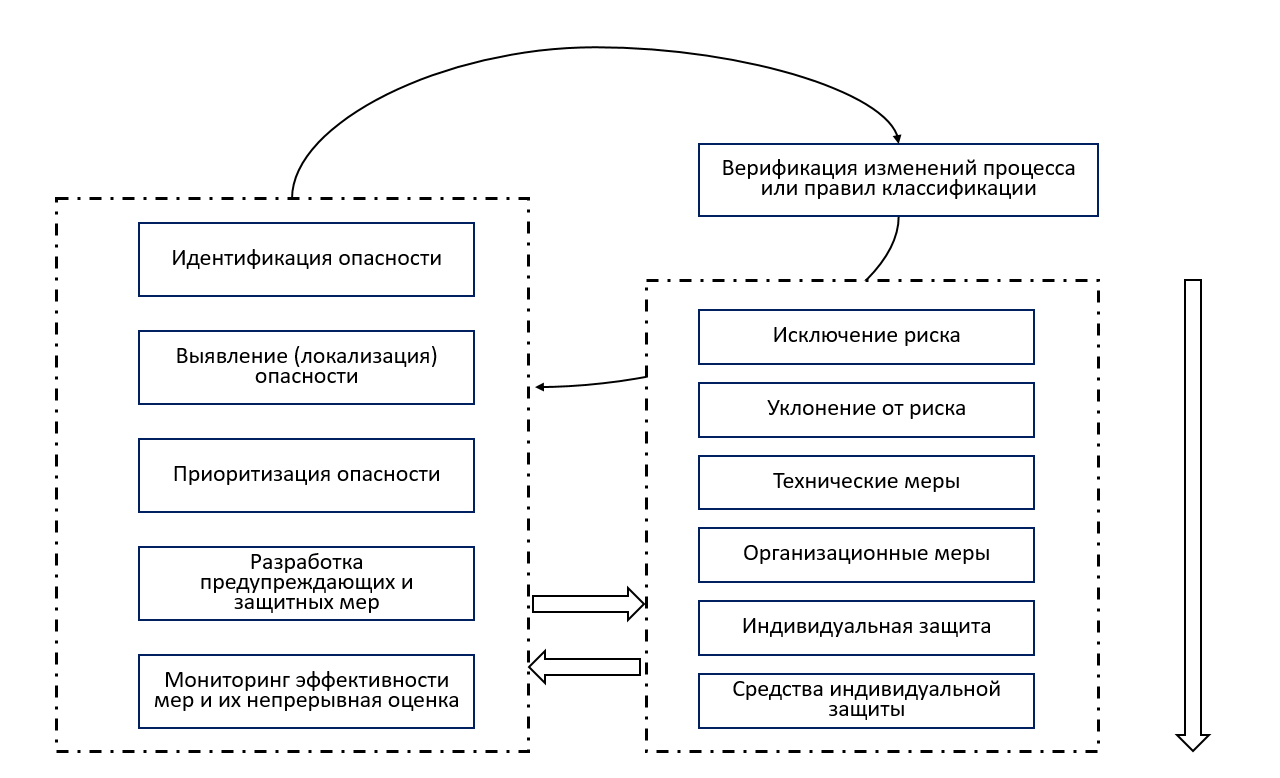 Верификация изменений процесса
или правил классификации
Идентификация опасности
Выявление (локализация)
опасности
Приоритизация опасности
Разработка
предупреждающих и
защитных мер
Мониторинг эффективности
мер и их непрерывная оценка
Исключение риска
Уклонение от риска
Технические меры
Организационные меры
Индивидуальная защита
Средства индивидуальной
защиты